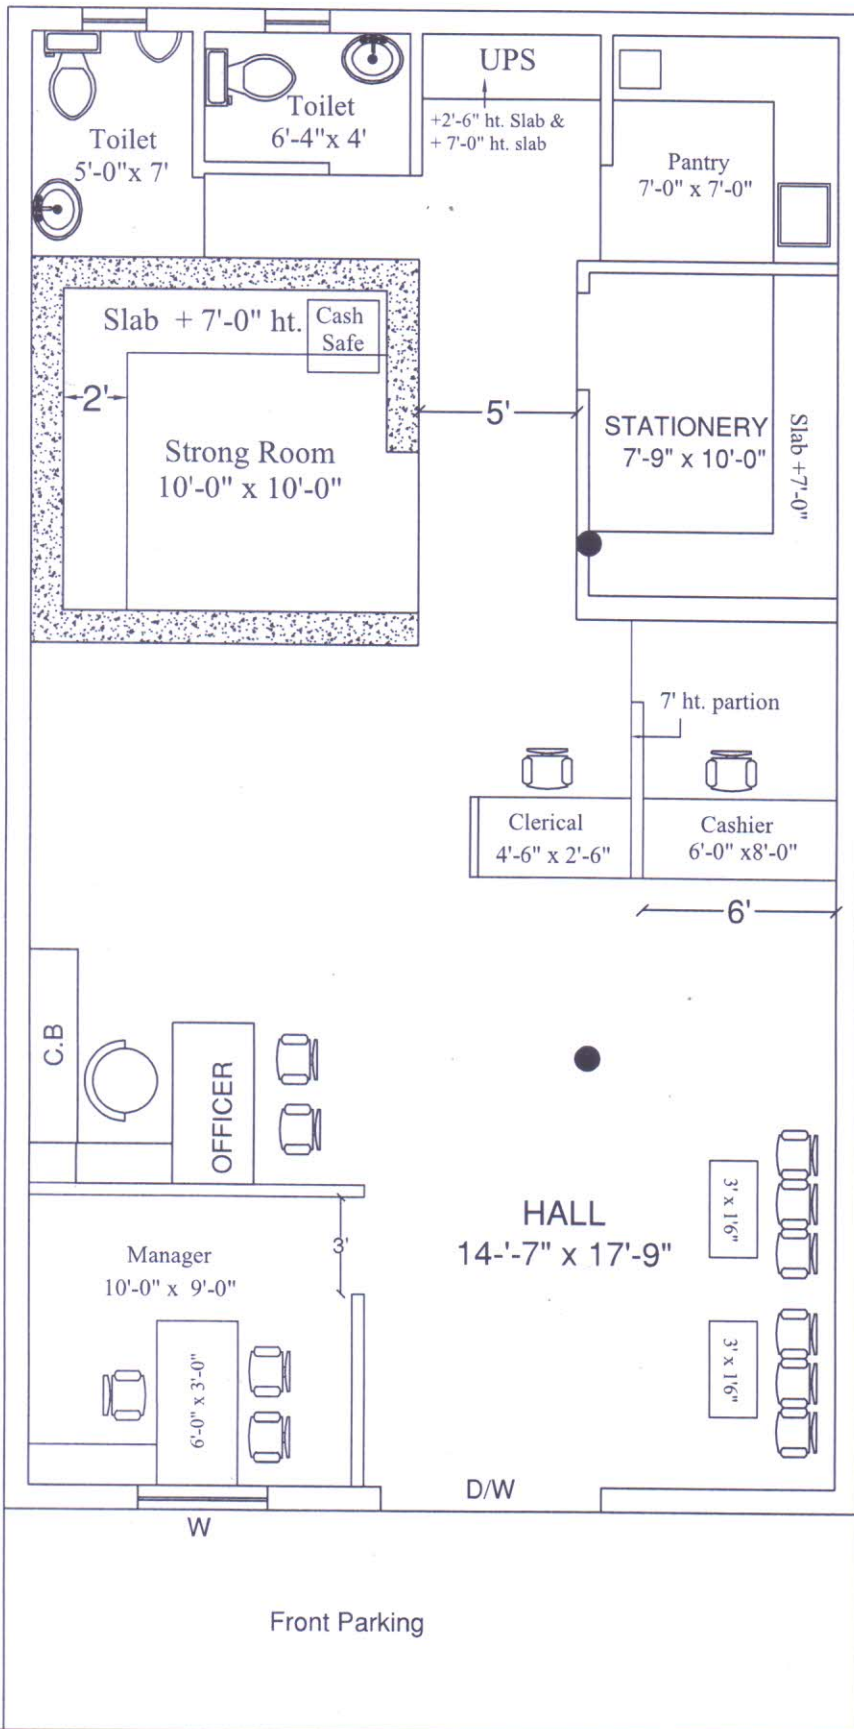 UPS
+2'-6" ht. Slab &
+ 7'-0" ht. slab
Toilet
5'-0"x 7'
Toilet
6'-4"x 4'
Pantry
7'-0" x 7'-0"
Slab + 7'-0" ht.
Cash
Safe
2'
5'
Strong Room
10'-0" x 10'-0"
STATIONERY
7'-9" x 10'-0"
Slab +7'-0"
7' ht. partion
Clerical
4'-6" x 2'-6"
Cashier
6'-0" x8'-0"
6'
C.B
OFFICER
HALL
14-'-7" x 17'-9"
3' x 1'6"
3' x 1'6"
3'
Manager
10'-0" x 9'-0"
6'-0" x 3'-0"
D/W
W
Front Parking